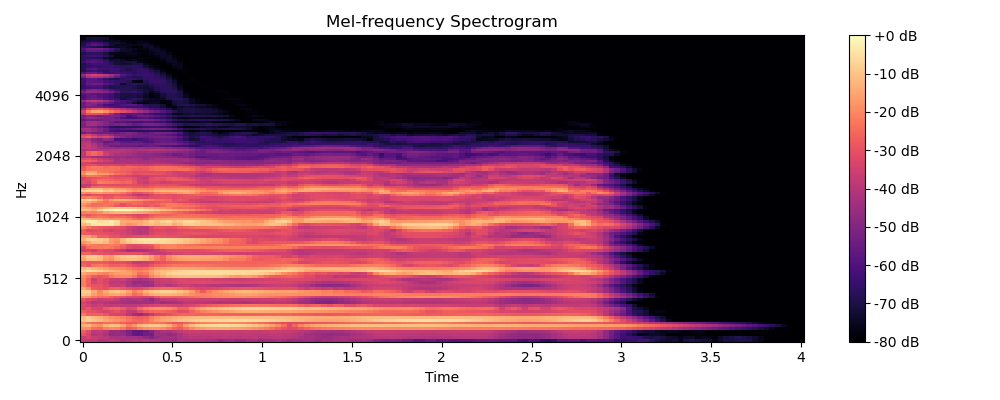 Mel-frequency Spectrogram
+0 dB
-10 dB
-20 dB
-30 dB
-40 dB
-50 dB
-60 dB
-70 dB
-80 dB
4096
2048
1024
512
0
Hz
0 0.5 1 1.5 2 2.5 3 3.5 4
Time